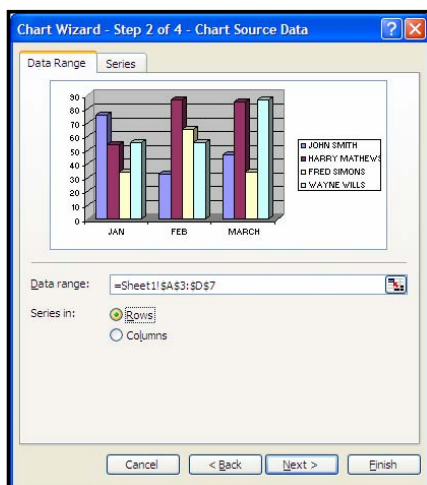 Chart Wizard - Step 2 of 4 - Chart Source Data
Data Range Series
90
80
70
60
50
40
30
20
10
0
JAN FEB MARCH
JOHN SMITH
HARRY MATHEWS
FRED SIMONS
WAYNE WILLS
Data range: =Sheet1!$A$3:$D$7
Series in: Rows
Columns
Cancel < Back Next > Finish